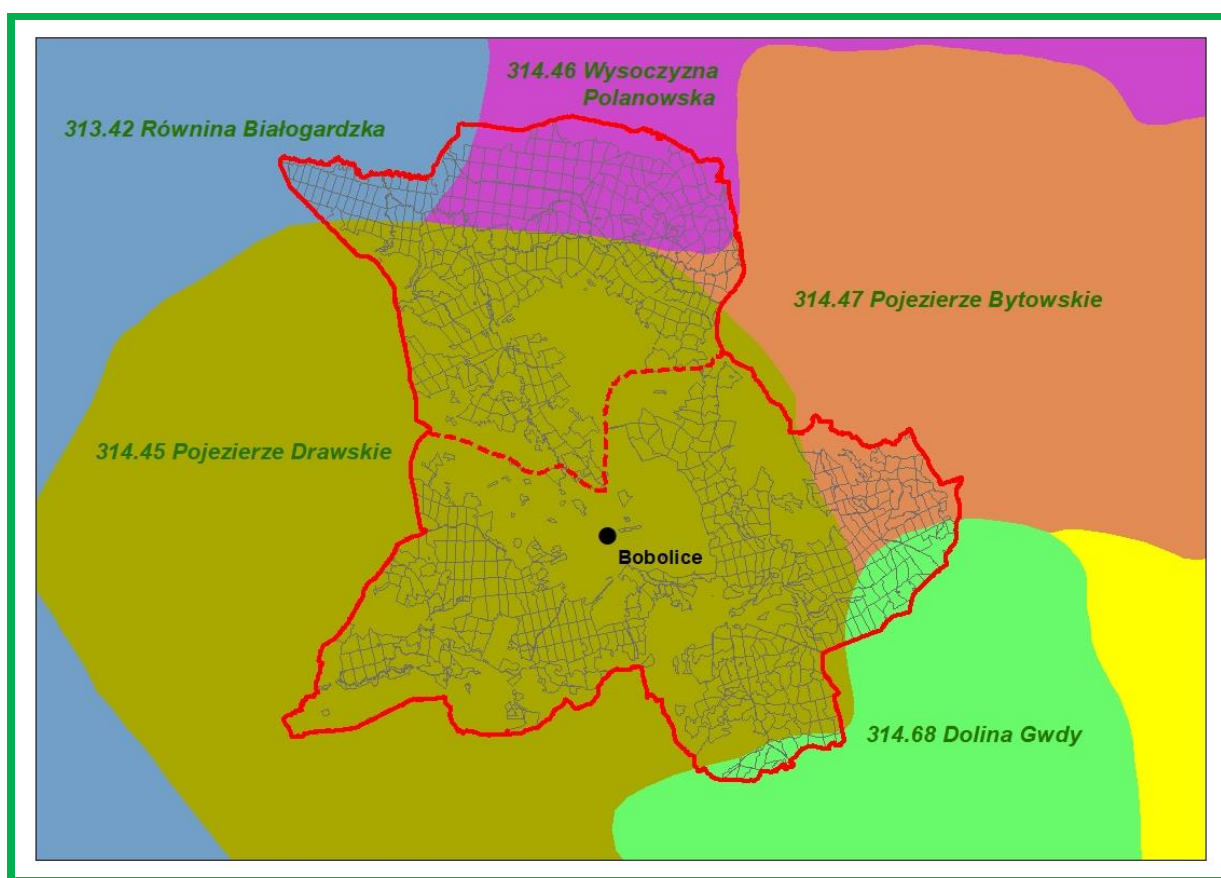 314.46 Wysoczyzna
Polanowska
313.42 Równina Białogardzka
314.47 Pojezierze Bytowskie
314.45 Pojezierze Drawskie
Bobolice
314.68 Dolina Gwdy